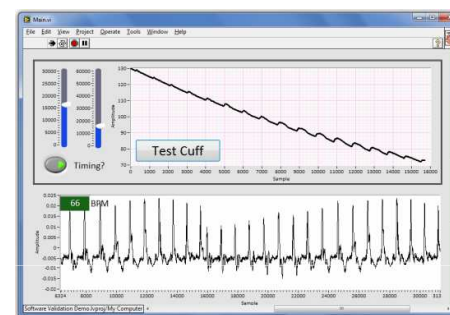 Main.vi
File Edit View Project Operate Tools Window Help
30000 60000 130
25000 50000 120
20000 40000 110
15000 30000 100
10000 20000 90
5000 10000 80
0 0 70
Amplitude
Test Cuff
Timing?
0 1000 2000 3000 4000 5000 6000 7000 8000 9000 10000 11000 12000 13000 14000 15000 16000
Sample
66 BPM
0.025
0.02
0.015
0.01
0.005
0
-0.005
-0.01
-0.015
-0.02
Amplitude
6000 10000 12000 14000 16000 18000 20000 22000 24000 26000 28000 30000
Sample
Software Validation Demo.lvproj/My Computer